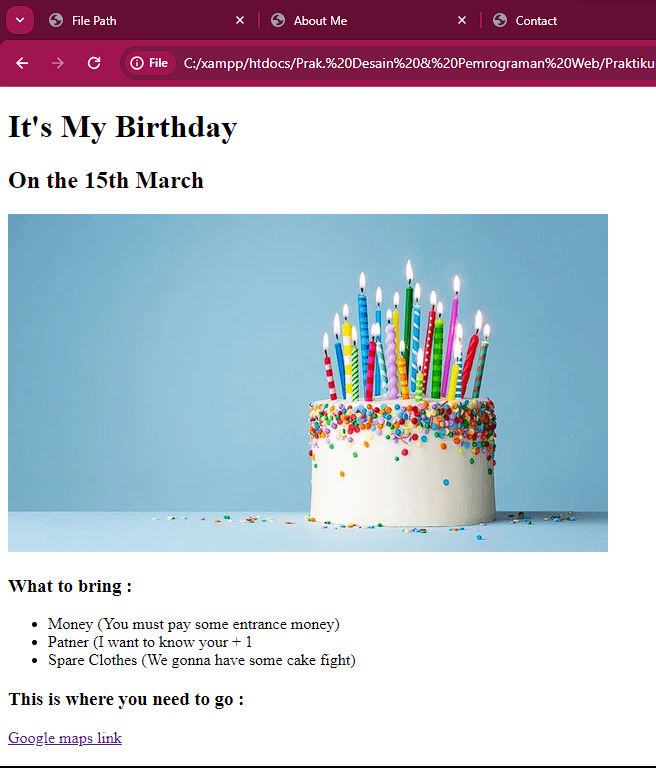 File Path
About Me
Contact
File
C:/xampp/htdocs/Prak.%20Desain%20&%20Pemrograman%20Web/Praktiku
It's My Birthday
On the 15th March
What to bring :
Money (You must pay some entrance money)
Patner (I want to know your + 1
Spare Clothes (We gonna have some cake fight)
This is where you need to go :
Google maps link